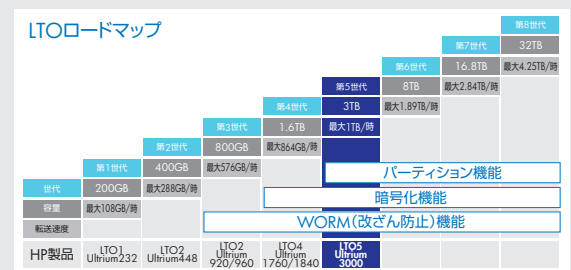 LTOロードマップ
第8世代
第7世代
32TB
第6世代
16.8TB
最大4.25TB/時
第5世代
8TB
最大2.84TB/時
第4世代
3TB
最大1.89TB/時
第3世代
1.6TB
最大1TB/時
第2世代
800GB
最大864GB/時
第1世代
400GB
最大576GB/時
パーティション機能
世代
200GB
最大288GB/時
暗号化機能
容量
最大108GB/時
WORM(改ざん防止)機能
転送速度
HP製品
LTO1
Ultrium232
LTO2
Ultrium448
LTO2
Ultrium
920/960
LTO4
Ultrium
1760/1840
LTO5
Ultrium
3000